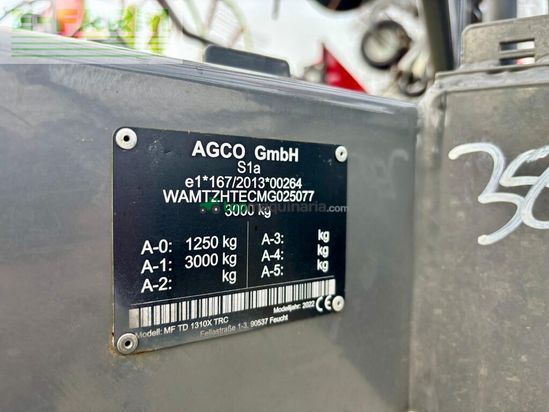 AGCO GmbH
S1a
e1*167/2013*00264
WAMTZHTECMG025077
3000 kg
A-0: 1250 kg
A-1: 3000 kg
A-2: kg
A-3: kg
A-4: kg
A-5: kg
Modell: MF TD 1310X TRC
Modelljahr: 2022
CE
Fellastraße 1-3, 90537 Feucht